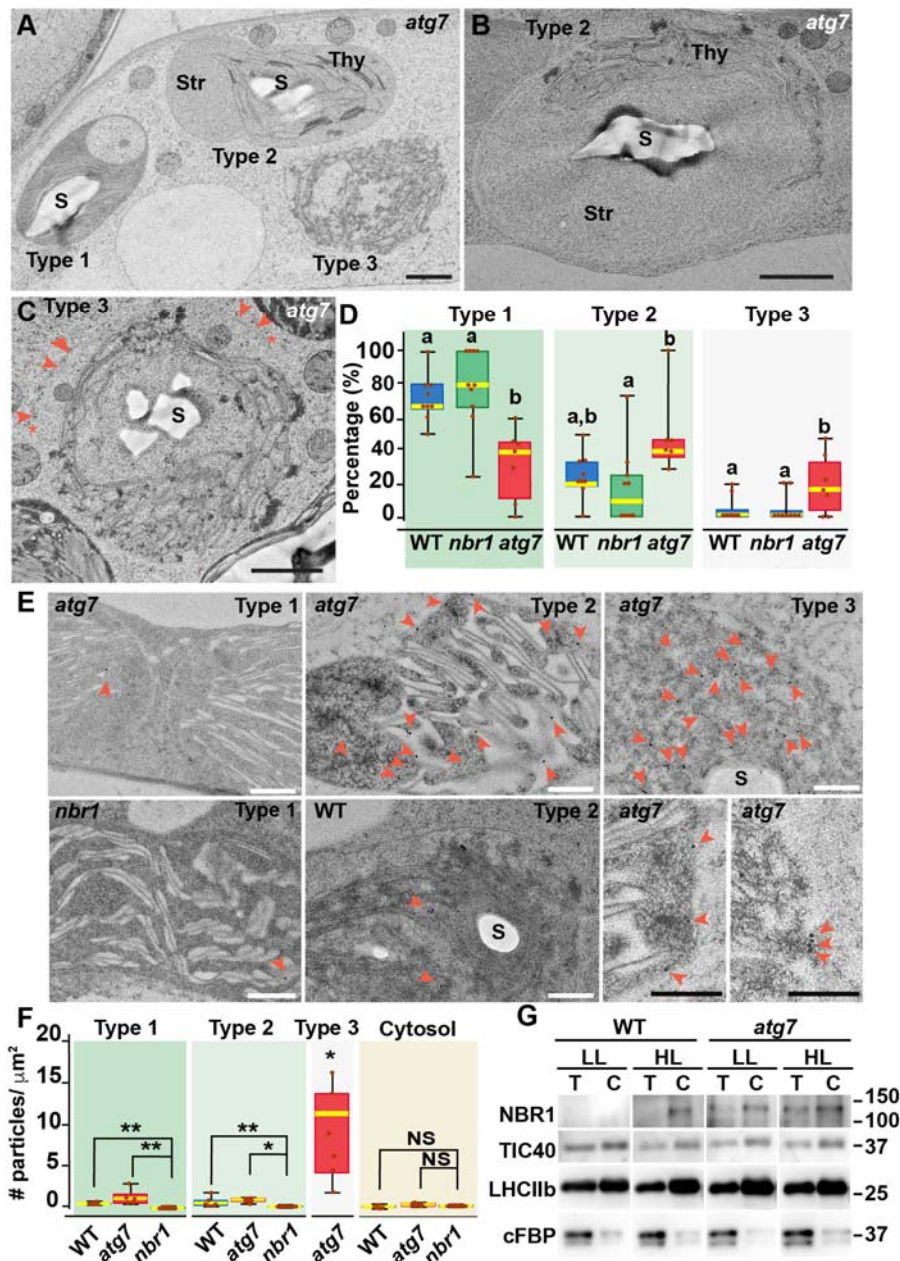 A
atg7
Thy
S
Str
Type 2
S
Type 1
Type 3
B
Type 2
atg7
Thy
S
Str
C
Type 3
atg7
*
*
S
D
Type 1
Type 2
Type 3
Percentage (%)
100
80
60
40
20
0
a
a
b
a,b
a
b
a
a
b
WT nbr1 atg7
WT nbr1 atg7
WT nbr1 atg7
E
atg7
Type 1
atg7
Type 2
atg7
Type 3
S
nbr1
Type 1
WT
Type 2
S
atg7
atg7
F
Type 1
Type 2
Type 3
Cytosol
# particles/ μm²
20
15
10
5
0
**
**
**
*
*
NS
NS
WT atg7 nbr1
WT atg7 nbr1
atg7
WT atg7 nbr1
G
WT
atg7
LL HL LL HL
T C T C T C T C
NBR1
-150
100
TIC40
-37
LHCIIb
-25
cFBP
-37